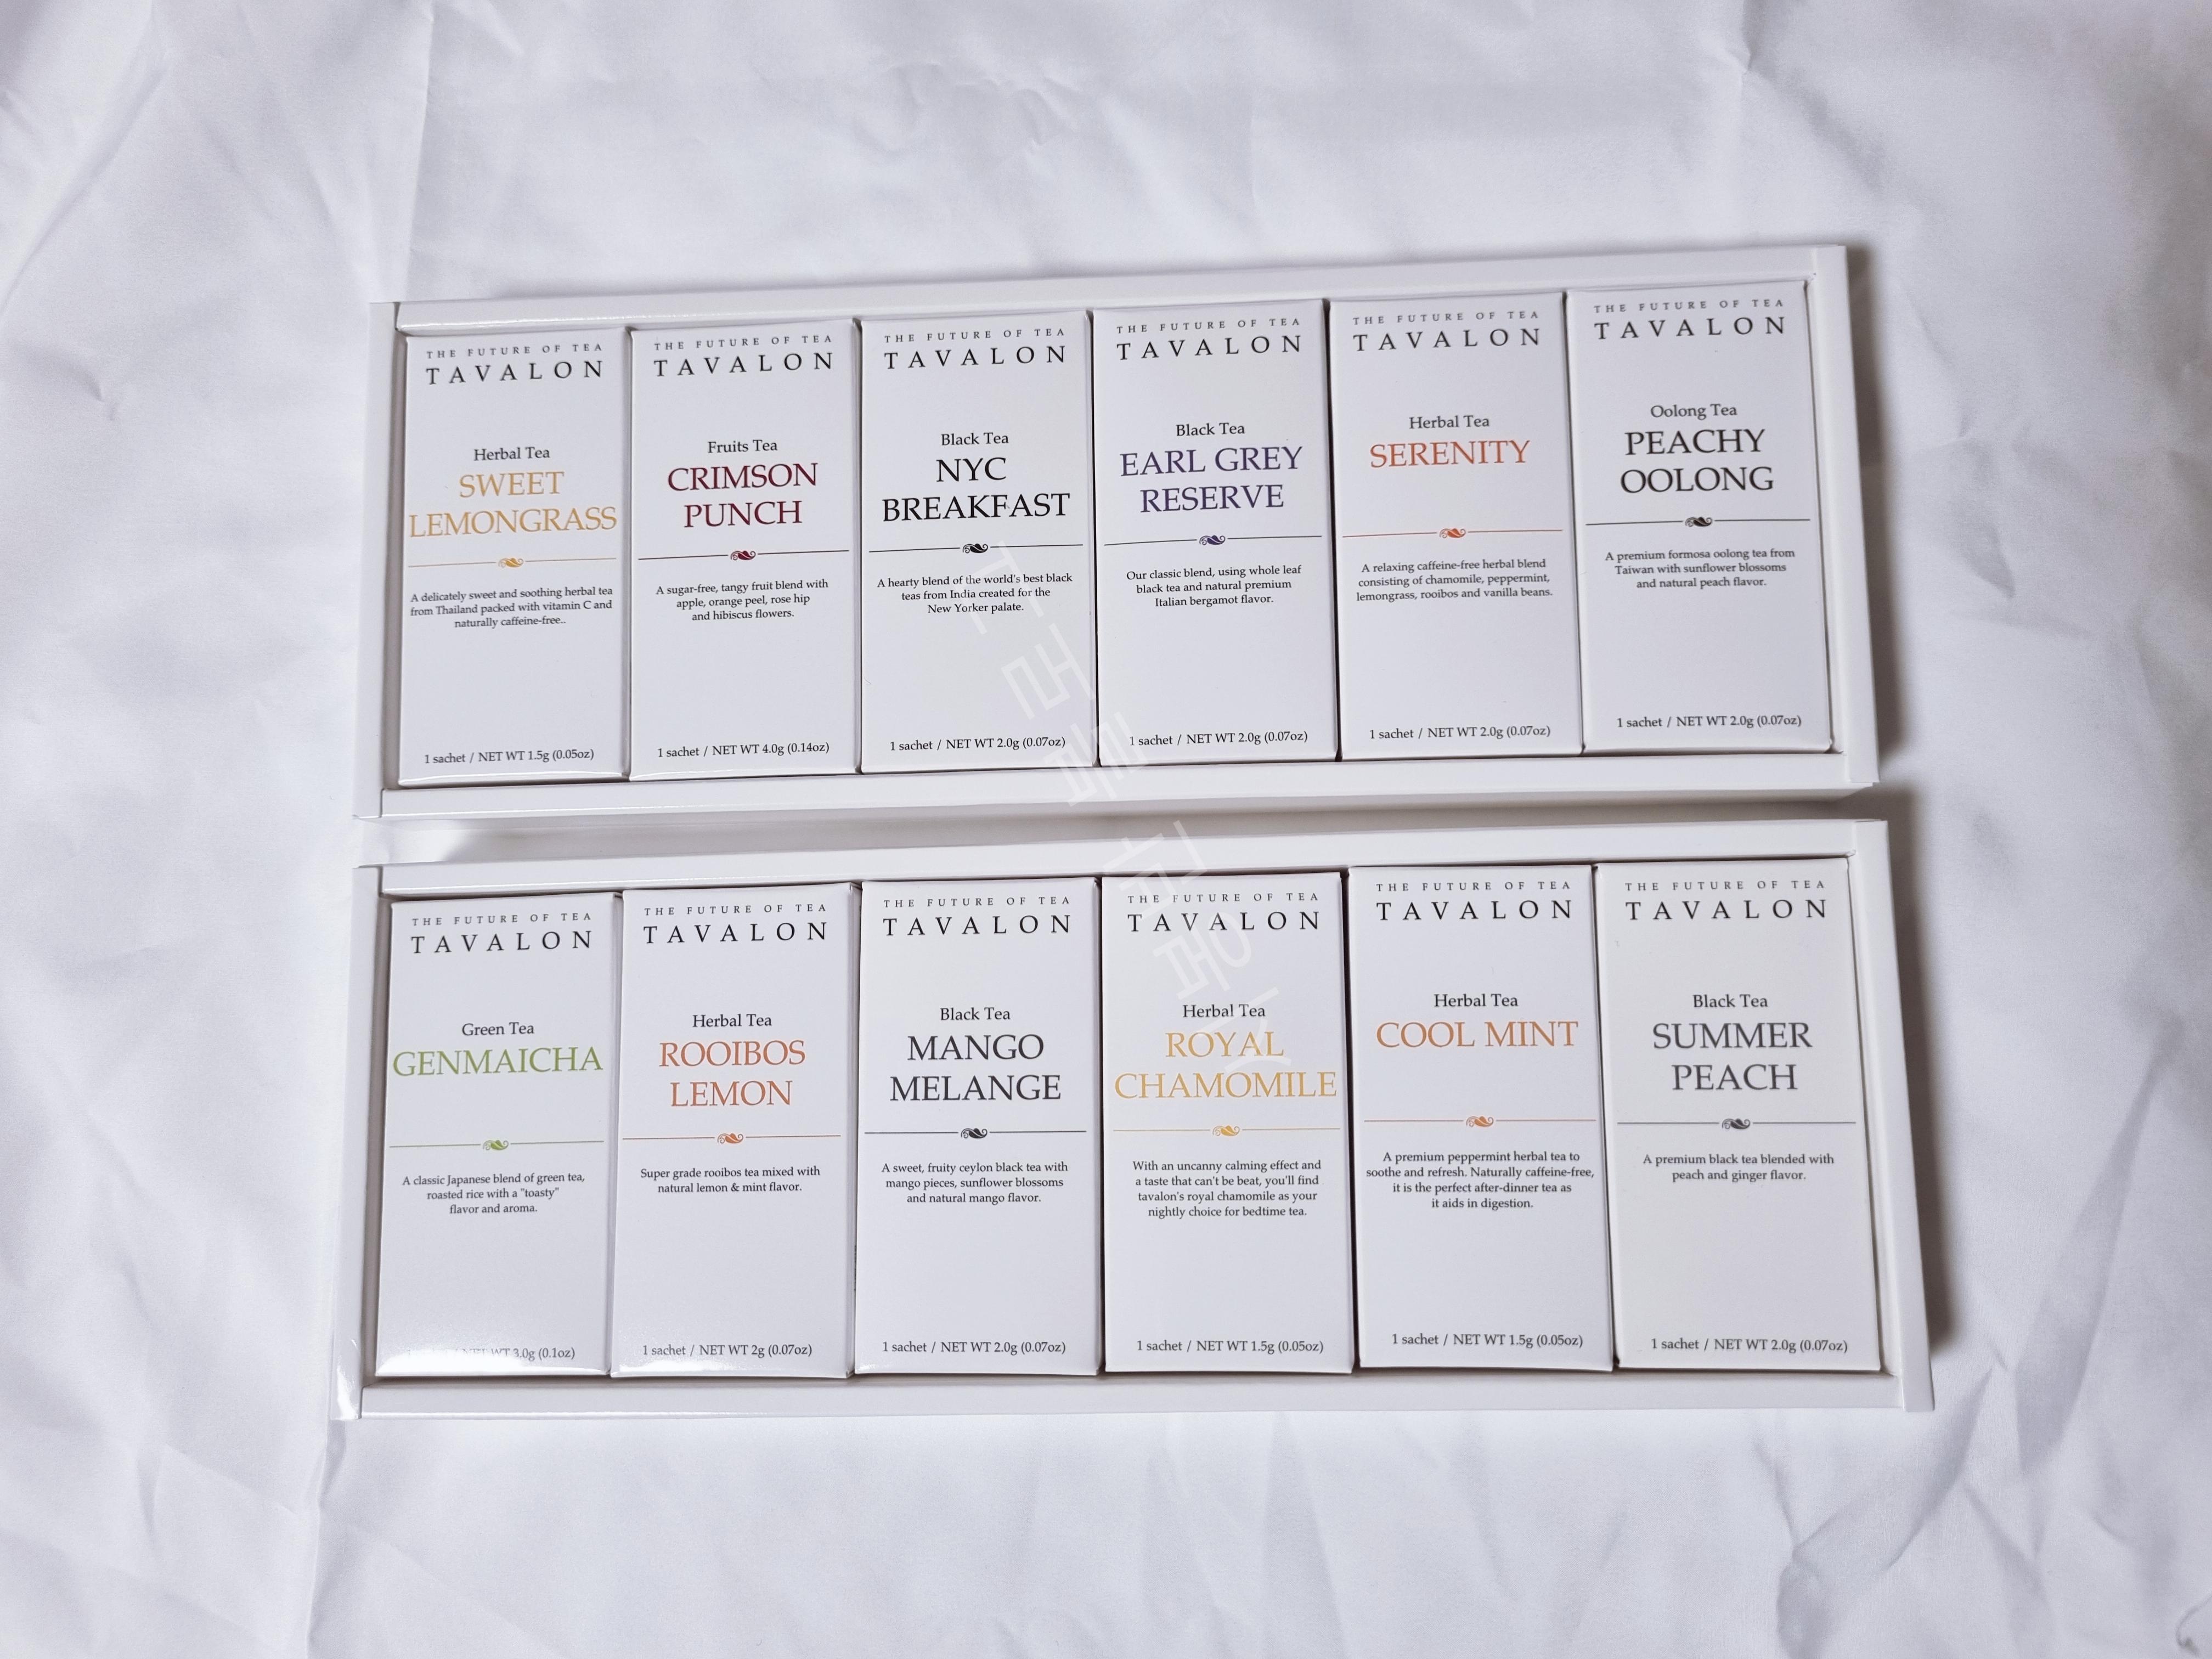 THE FUTURE OF TEA
TAVALON
Herbal Tea
SWEET
LEMONGRASS
A delicately sweet and soothing herbal tea
from Thailand packed with vitamin C and
naturally caffeine-free..
1 sachet / NET WT 1.5g (0.05oz)
THE FUTURE OF TEA
TAVALON
Fruits Tea
CRIMSON
PUNCH
A sugar-free, tangy fruit blend with
apple, orange peel, rose hip
and hibiscus flowers.
1 sachet / NET WT 4.0g (0.14oz)
THE FUTURE OF TEA
TAVALON
Black Tea
NYC
BREAKFAST
A hearty blend of the world's best black
teas from India created for the
New Yorker palate.
1 sachet / NET WT 2.0g (0.07oz)
THE FUTURE OF TEA
TAVALON
Black Tea
EARL GREY
RESERVE
Our classic blend, using whole leaf
black tea and natural premium
Italian bergamot flavor.
1 sachet / NET WT 2.0g (0.07oz)
THE FUTURE OF TEA
TAVALON
Herbal Tea
SERENITY
A relaxing caffeine-free herbal blend
consisting of chamomile, peppermint,
lemongrass, rooibos and vanilla beans.
1 sachet / NET WT 2.0g (0.07oz)
THE FUTURE OF TEA
TAVALON
Oolong Tea
PEACHY
OOLONG
A premium formosa oolong tea from
Taiwan with sunflower blossoms
and natural peach flavor.
1 sachet / NET WT 2.0g (0.07oz)
THE FUTURE OF TEA
TAVALON
Green Tea
GENMAICHA
A classic Japanese blend of green tea,
roasted rice with a "toasty"
flavor and aroma.
NET WT 3.0g (0.1oz)
THE FUTURE OF TEA
TAVALON
Herbal Tea
ROOIBOS
LEMON
Super grade rooibos tea mixed with
natural lemon & mint flavor.
1 sachet / NET WT 2g (0.07oz)
THE FUTURE OF TEA
TAVALON
Black Tea
MANGO
MELANGE
A sweet, fruity ceylon black tea with
mango pieces, sunflower blossoms
and natural mango flavor.
1 sachet / NET WT 2.0g (0.07oz)
THE FUTURE OF TEA
TAVALON
Herbal Tea
ROYAL
CHAMOMILE
With an uncanny calming effect and
a taste that can't be beat, you'll find
tavalon's royal chamomile as your
nightly choice for bedtime tea.
1 sachet / NET WT 1.5g (0.05oz)
THE FUTURE OF TEA
TAVALON
Herbal Tea
COOL MINT
A premium peppermint herbal tea to
soothe and refresh. Naturally caffeine-free,
it is the perfect after-dinner tea as
it aids in digestion.
1 sachet / NET WT 1.5g (0.05oz)
THE FUTURE OF TEA
TAVALON
Black Tea
SUMMER
PEACH
A premium black tea blended with
peach and ginger flavor.
1 sachet / NET WT 2.0g (0.07oz)